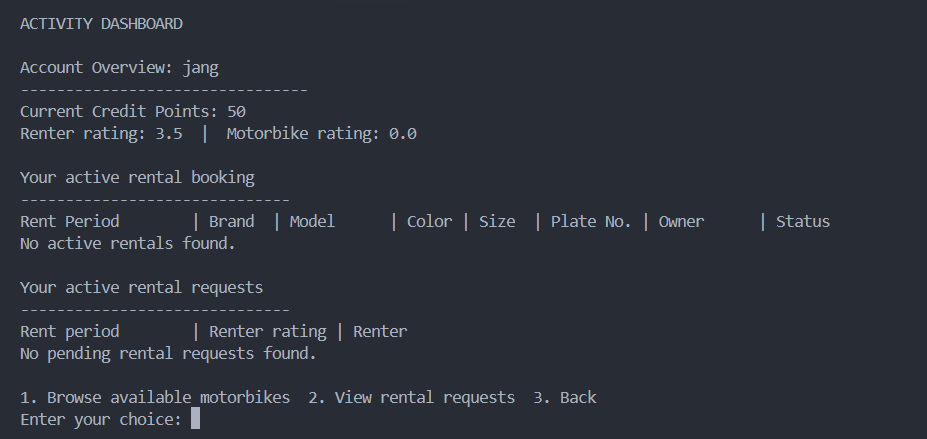 ACTIVITY DASHBOARD
Account Overview: jang
--------------------------------
Current Credit Points: 50
Renter rating: 3.5  |  Motorbike rating: 0.0
Your active rental booking
------------------------------
Rent Period        | Brand  | Model      | Color | Size  | Plate No. | Owner      | Status
No active rentals found.
Your active rental requests
------------------------------
Rent period        | Renter rating | Renter
No pending rental requests found.
1. Browse available motorbikes  2. View rental requests  3. Back
Enter your choice: